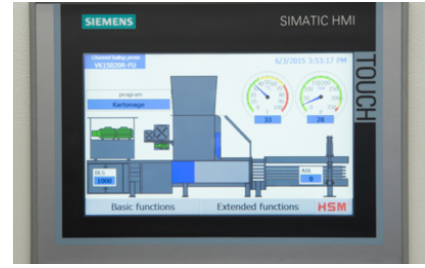 SIEMENS
SIMATIC HMI
TOUCH
Channel baling press
VK15020R-FU
6/3/2015 3:53:17 PM
program
Kartonage
33
28
1000
0
Basic functions
Extended functions
HSM